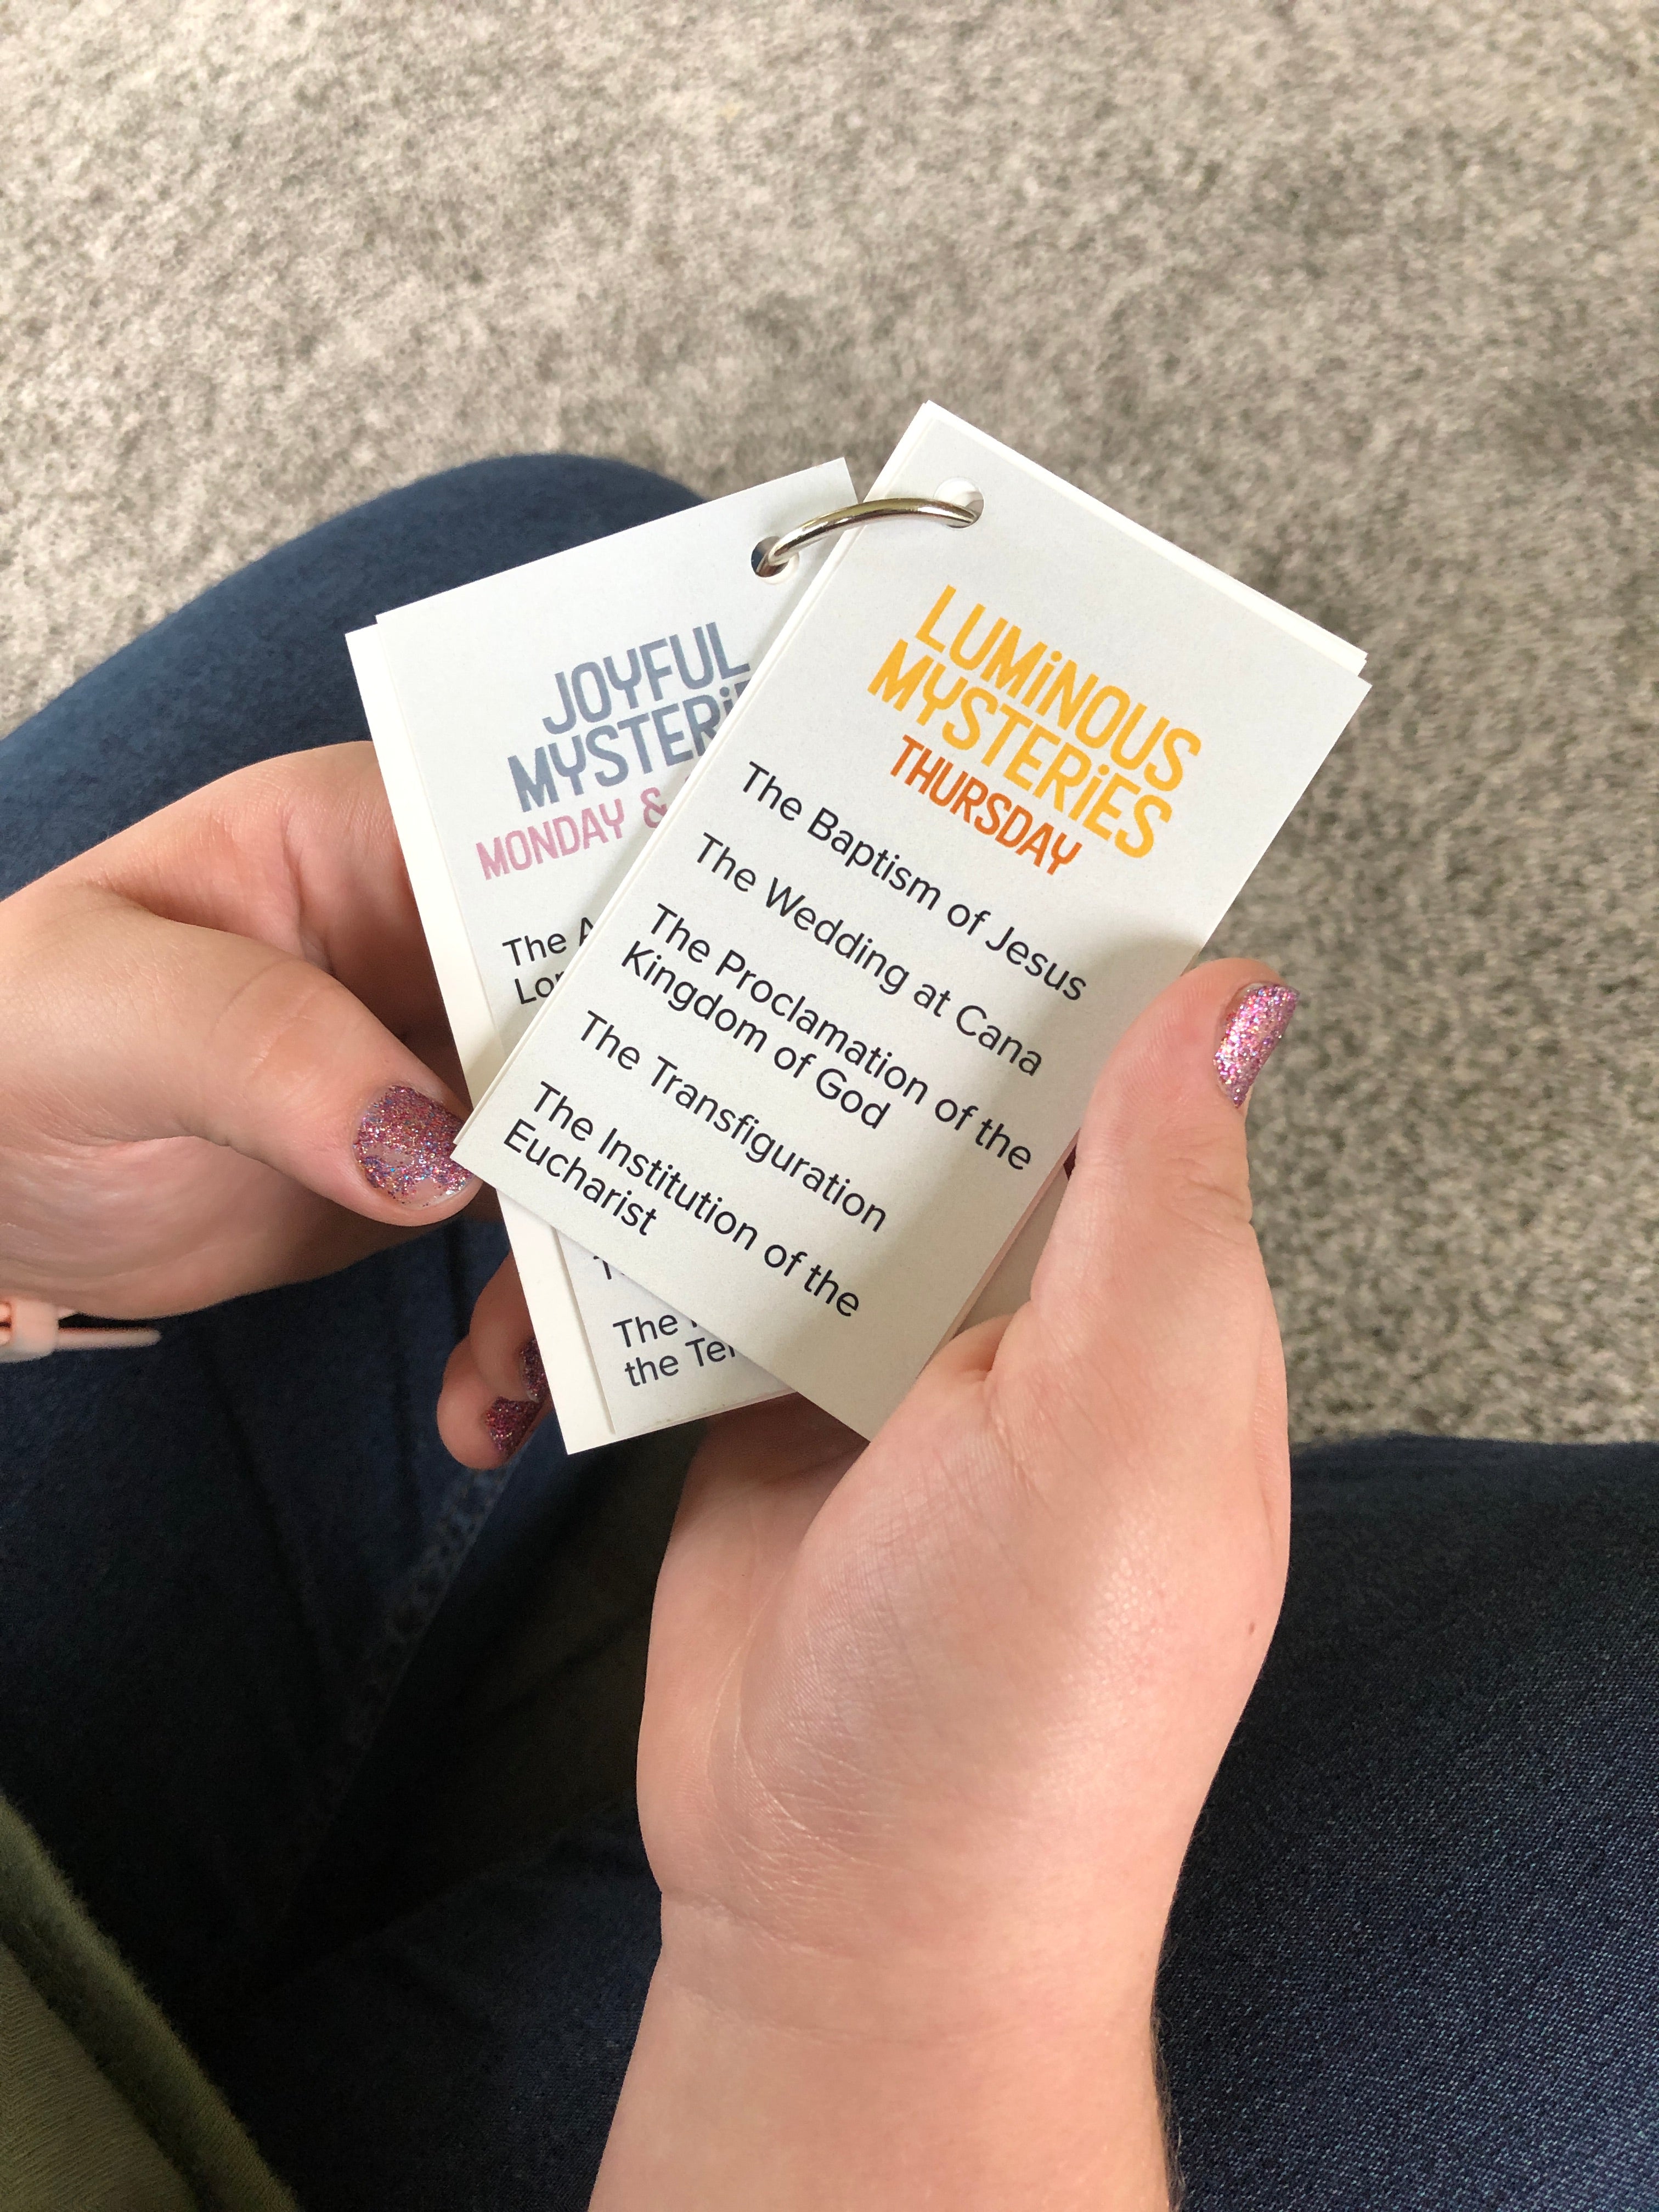 JOYFUL
MYSTERi
MONDAY &
The
Lor
The
the Te
LUMiNOUS
MYSTERiES
THURSDAY
The Baptism of Jesus
The Wedding at Cana
The Proclamation of the
Kingdom of God
The Transfiguration
The Institution of the
Eucharist